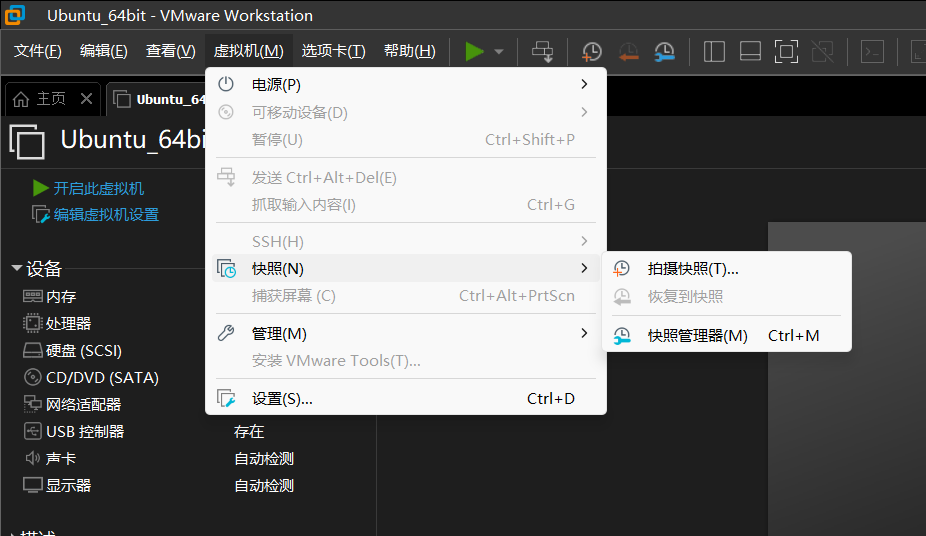 Ubuntu_64bit - VMware Workstation
文件(F) 编辑(E) 查看(V) 虚拟机(M) 选项卡(T) 帮助(H)
主页 Ubuntu_64
Ubuntu_64bi
开启此虚拟机
编辑虚拟机设置
设备
内存
处理器
硬盘 (SCSI)
CD/DVD (SATA)
网络适配器
USB 控制器 存在
声卡 自动检测
显示器 自动检测
电源(P)
可移动设备(D)
暂停(U) Ctrl+Shift+P
发送 Ctrl+Alt+Del(E)
抓取输入内容(I) Ctrl+G
SSH(H)
快照(N)
捕获屏幕 (C) Ctrl+Alt+PrtScn
管理(M)
安装 VMware Tools(T)...
设置(S)... Ctrl+D
拍摄快照(T)...
恢复到快照
快照管理器(M) Ctrl+M